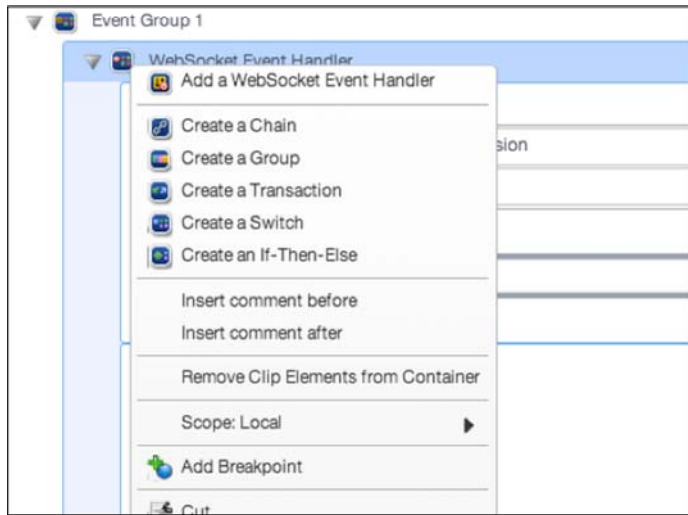 Event Group 1
WebSocket Event Handler
Add a WebSocket Event Handler
Create a Chain
sion
Create a Group
Create a Transaction
Create a Switch
Create an If-Then-Else
Insert comment before
Insert comment after
Remove Clip Elements from Container
Scope: Local
Add Breakpoint
Cut